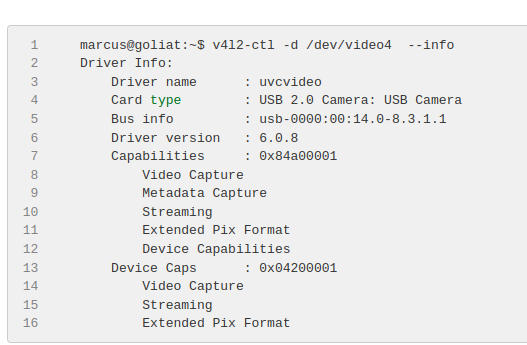 1 marcus@goliat:~$ v4l2-ctl -d /dev/video4  --info
2 Driver Info:
3     Driver name      : uvcvideo
4     Card type        : USB 2.0 Camera: USB Camera
5     Bus info         : usb-0000:00:14.0-8.3.1.1
6     Driver version   : 6.0.8
7     Capabilities     : 0x84a00001
8         Video Capture
9         Metadata Capture
10         Streaming
11         Extended Pix Format
12         Device Capabilities
13     Device Caps      : 0x04200001
14         Video Capture
15         Streaming
16         Extended Pix Format